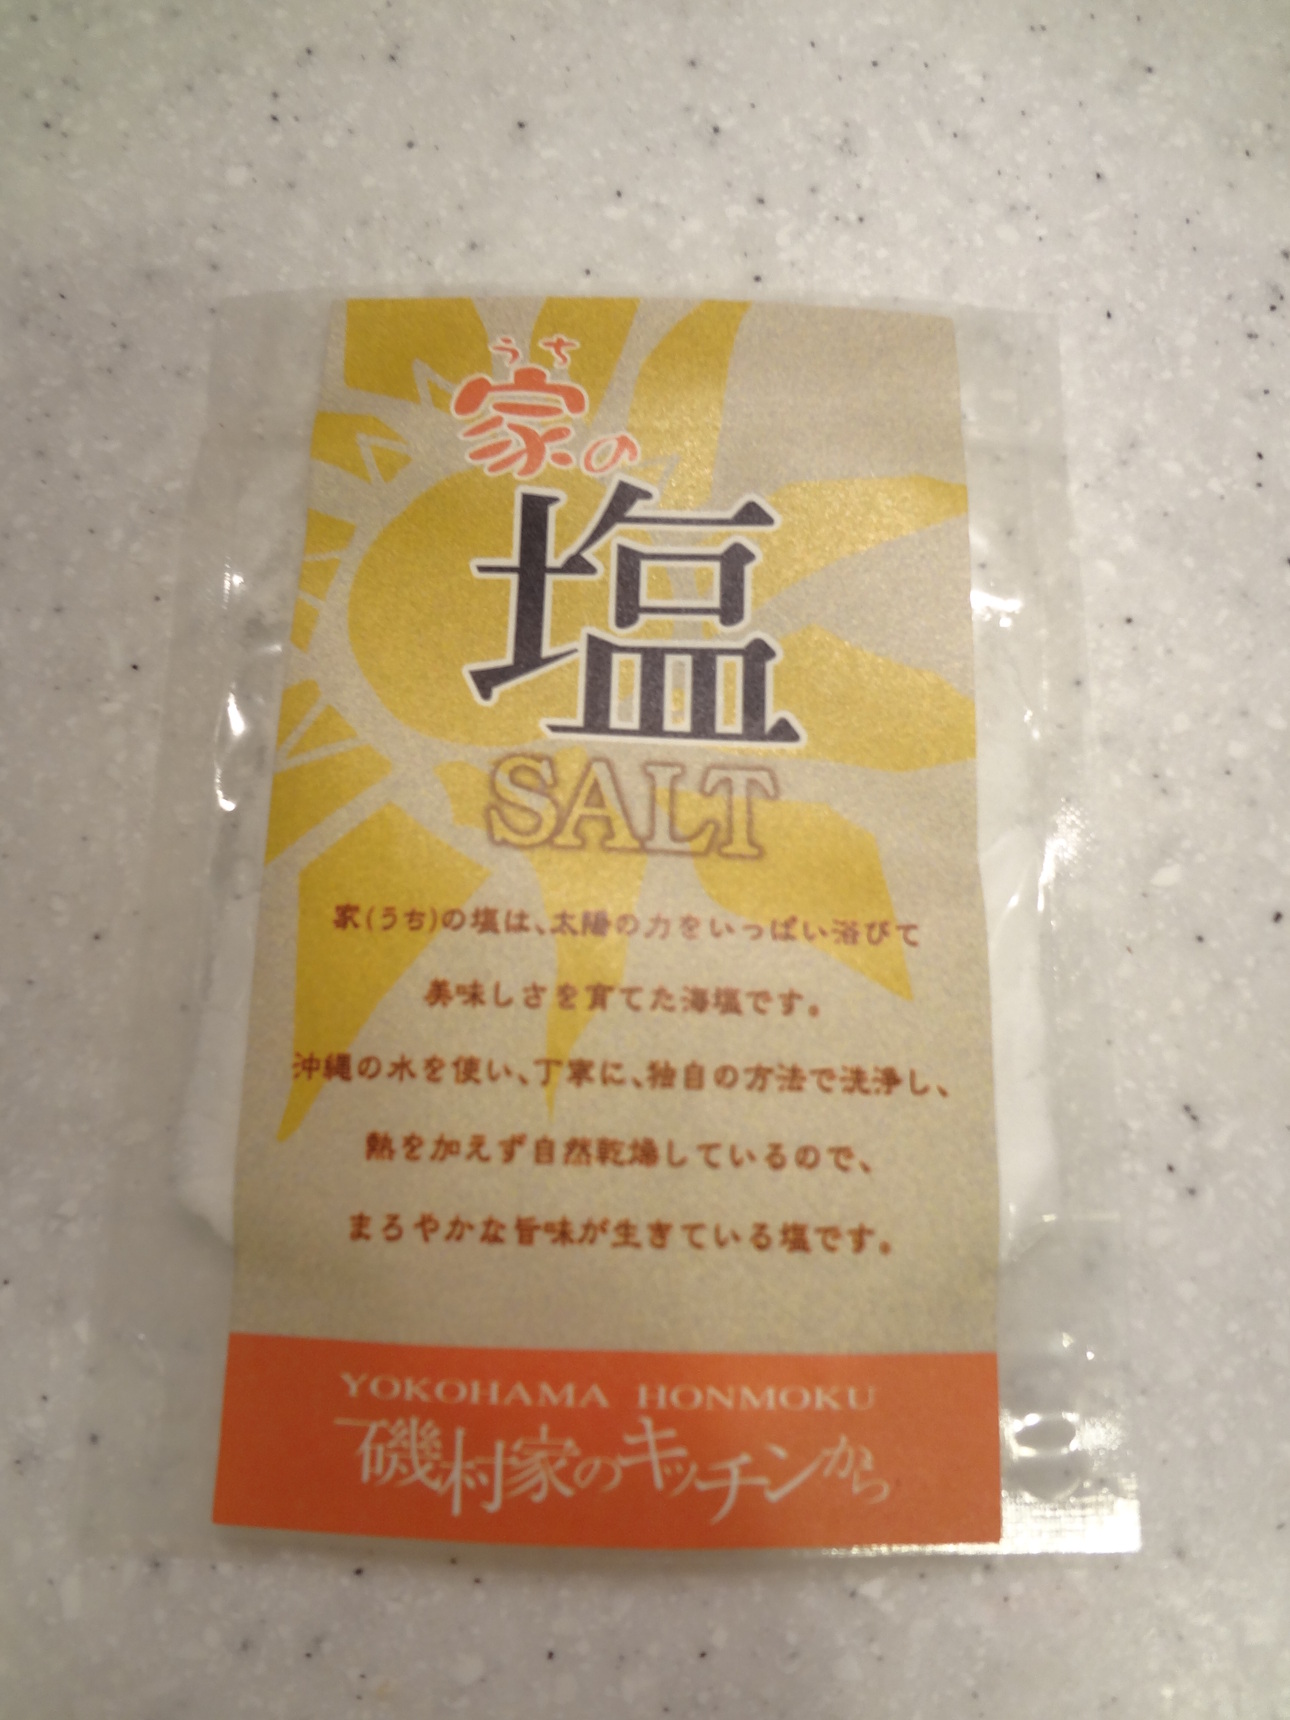 うち
家の
塩
SALT
家(うち)の塩は、太陽の力をいっぱい浴びて
美味しさを育てた海塩です。
沖縄の水を使い、丁寧に、独自の方法で洗浄し、
熱を加えず自然乾燥しているので、
まろやかな旨味が生きている塩です。
YOKOHAMA HONMOKU
磯村家のキッチンから